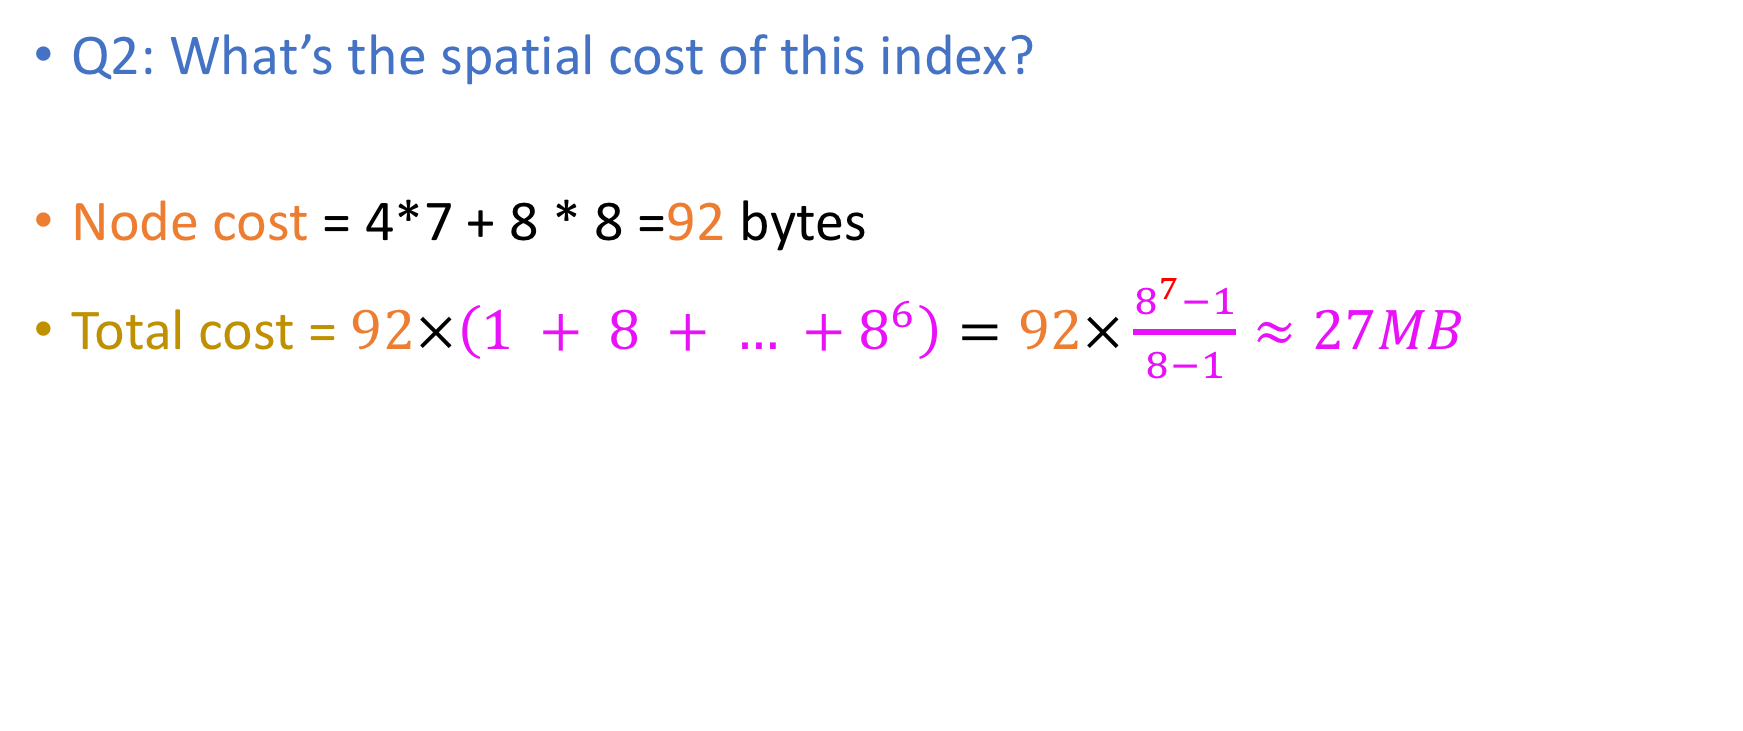 • Q2: What’s the spatial cost of this index?
• Node cost = 4*7 + 8 * 8 =92 bytes
• Total cost = 92×(1 + 8 + … + 8⁶) = 92×\frac{8⁷−1}{8−1} ≈ 27MB